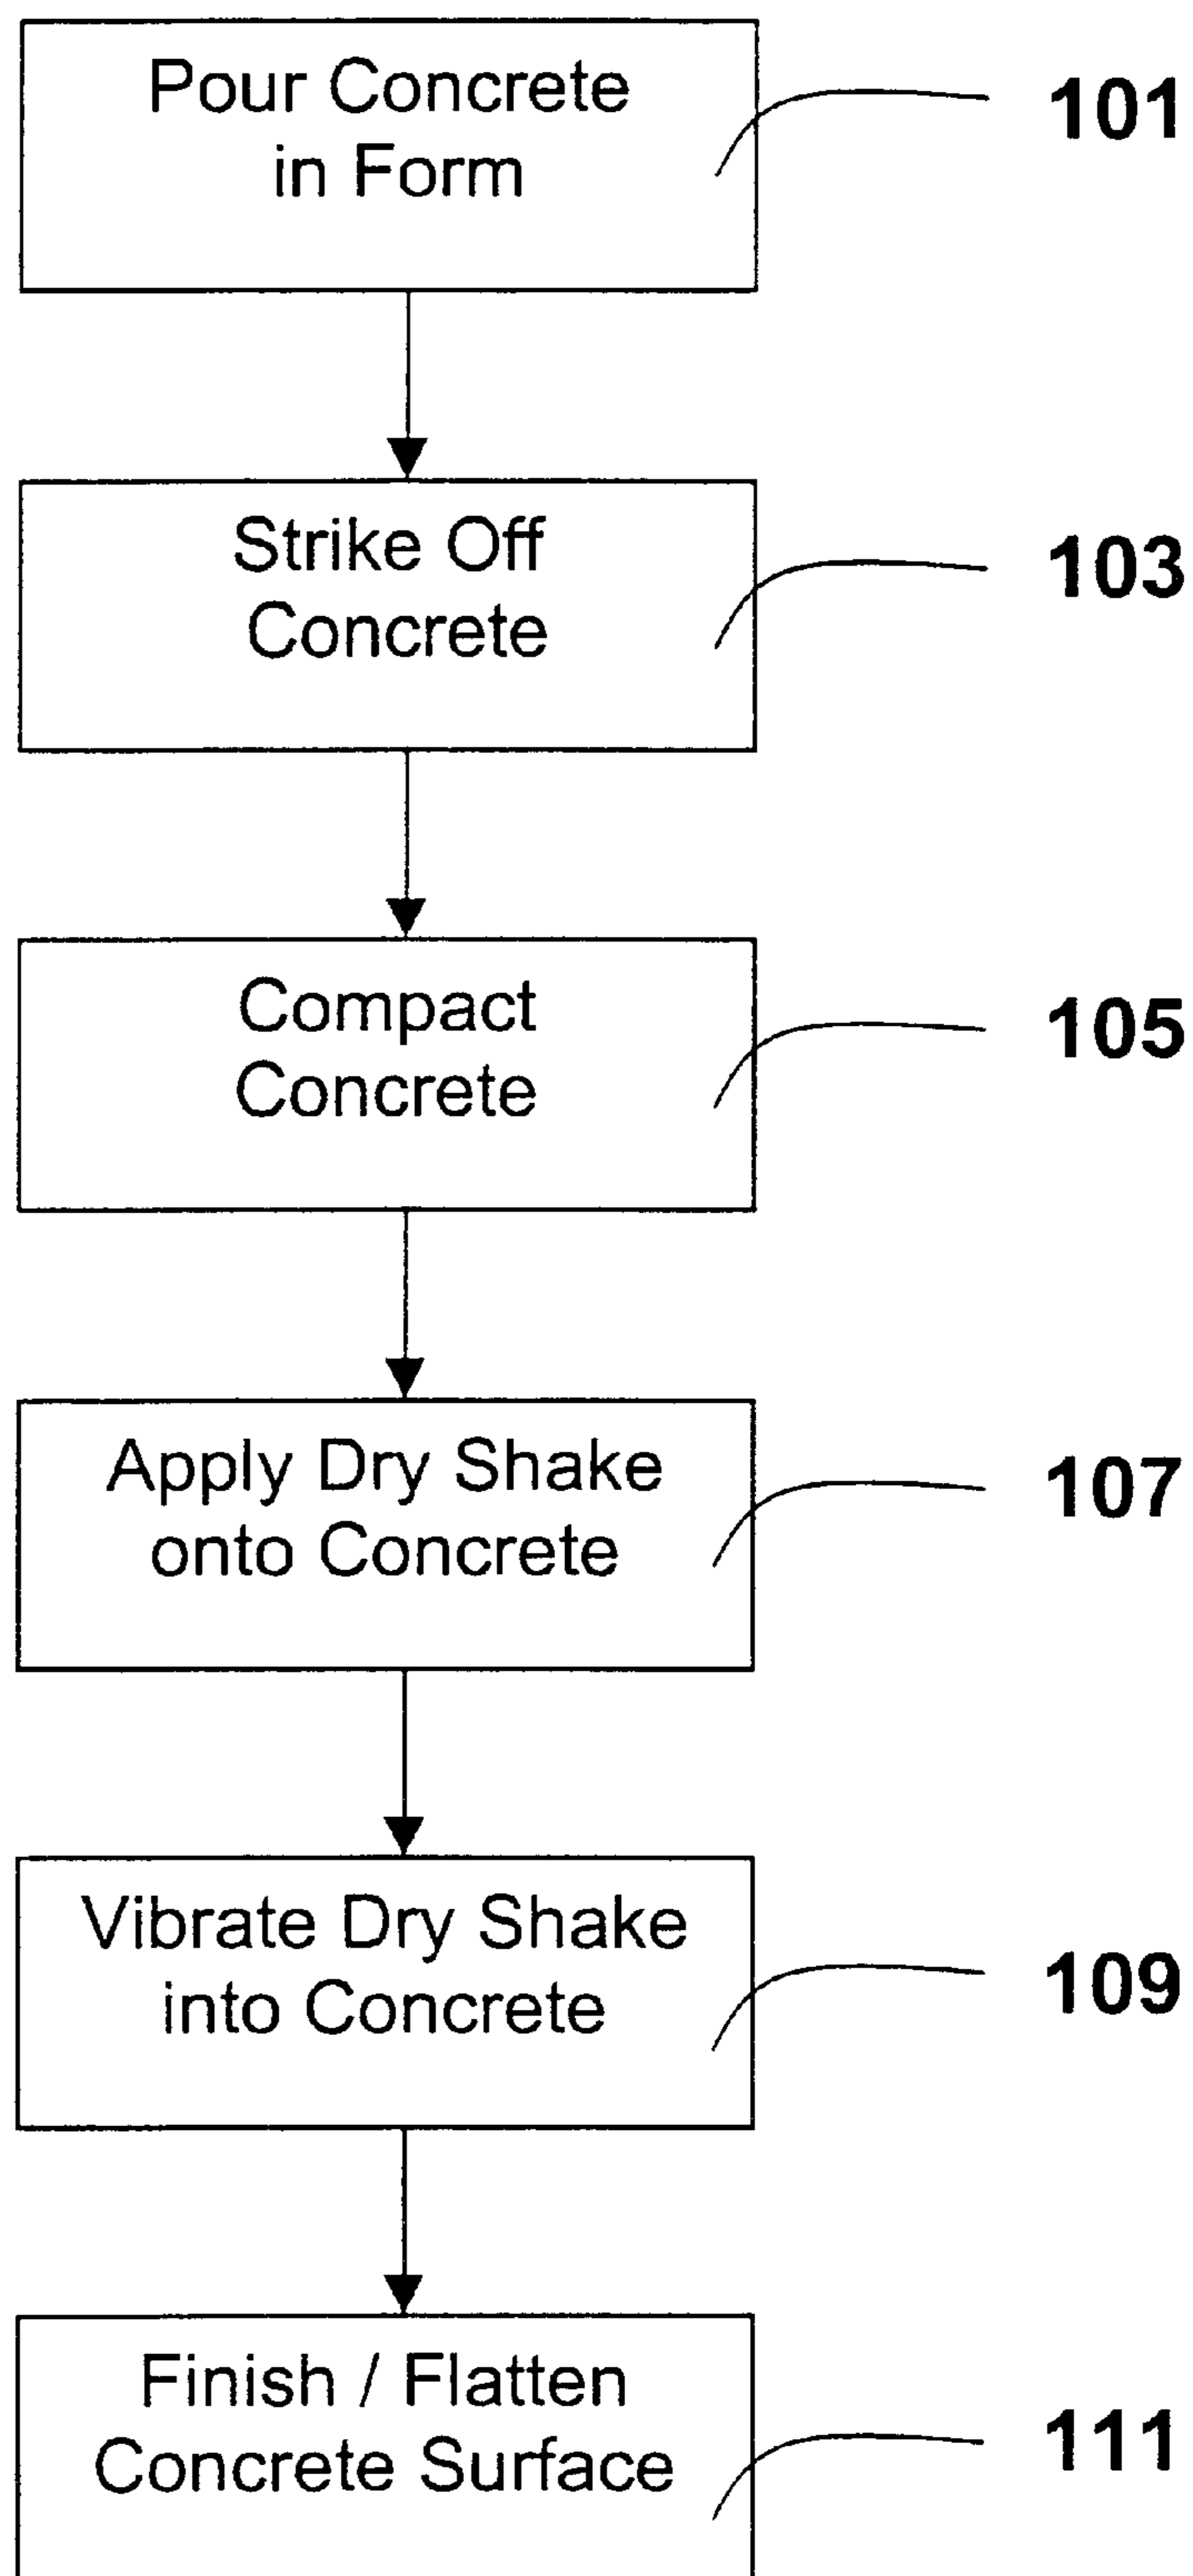 Pour Concrete
in Form
101
Strike Off
Concrete
103
Compact
Concrete
105
Apply Dry Shake
onto Concrete
107
Vibrate Dry Shake
into Concrete
109
Finish / Flatten
Concrete Surface
111